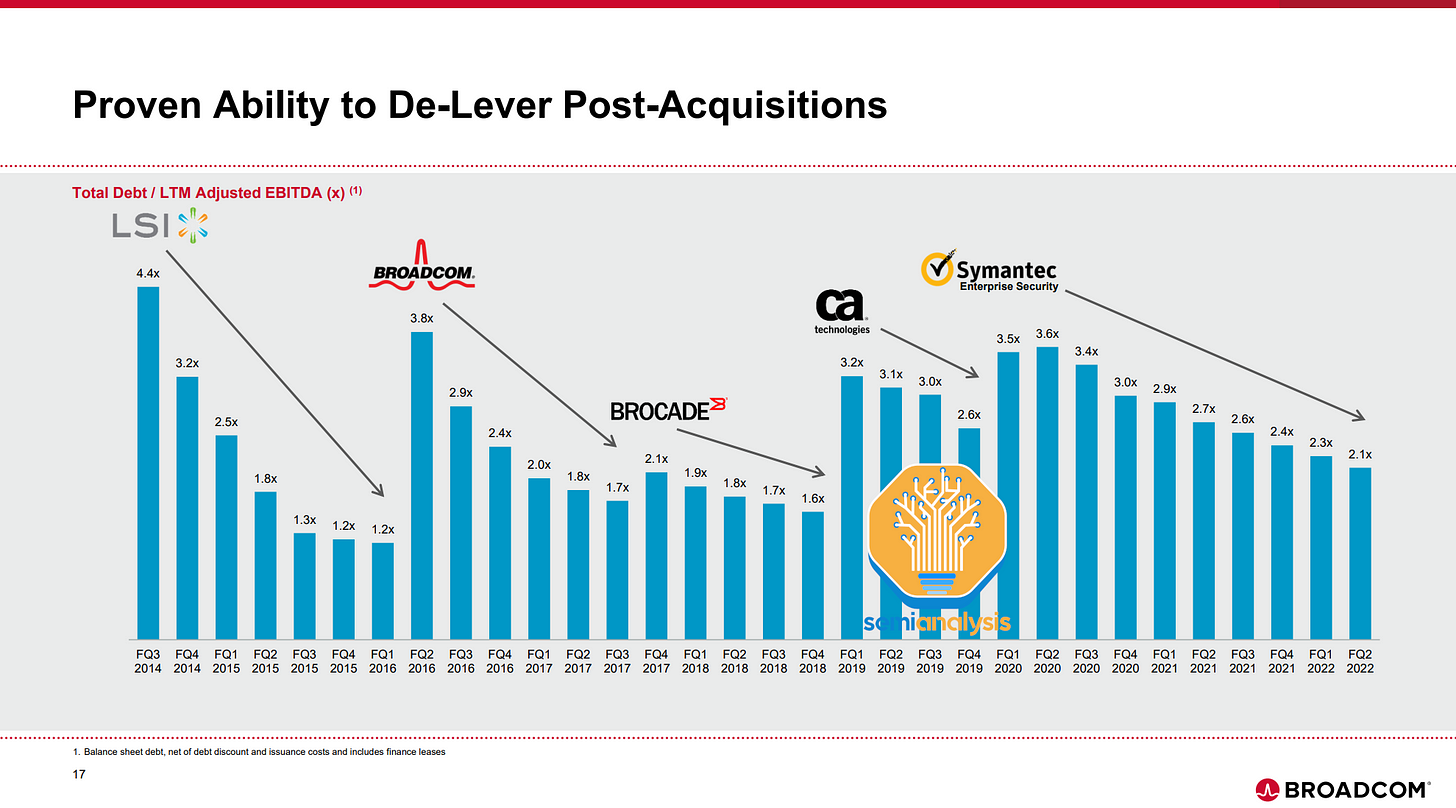 Proven Ability to De-Lever Post-Acquisitions
Total Debt / LTM Adjusted EBITDA (x) (1)
LSI
BROADCOM.
BROCADE
ca
technologies
Symantec
Enterprise Security
4.4x
3.2x
2.5x
1.8x
1.3x
1.2x
1.2x
3.8x
2.9x
2.4x
2.0x
1.8x
1.7x
2.1x
1.9x
1.8x
1.7x
1.6x
3.2x
3.1x
3.0x
2.6x
3.5x
3.6x
3.4x
3.0x
2.9x
2.7x
2.6x
2.4x
2.3x
2.1x
semianalysis
FQ3 FQ4 FQ1 FQ2 FQ3 FQ4 FQ1 FQ2 FQ3 FQ4 FQ1 FQ2 FQ3 FQ4 FQ1 FQ2 FQ3 FQ4 FQ1 FQ2 FQ3 FQ4 FQ1 FQ2 FQ3 FQ4 FQ1 FQ2 FQ3 FQ4 FQ1 FQ2
2014 2014 2015 2015 2015 2015 2016 2016 2016 2016 2017 2017 2017 2017 2018 2018 2018 2018 2019 2019 2019 2019 2020 2020 2020 2020 2021 2021 2021 2021 2022 2022
1. Balance sheet debt, net of debt discount and issuance costs and includes finance leases
17
BROADCOM®